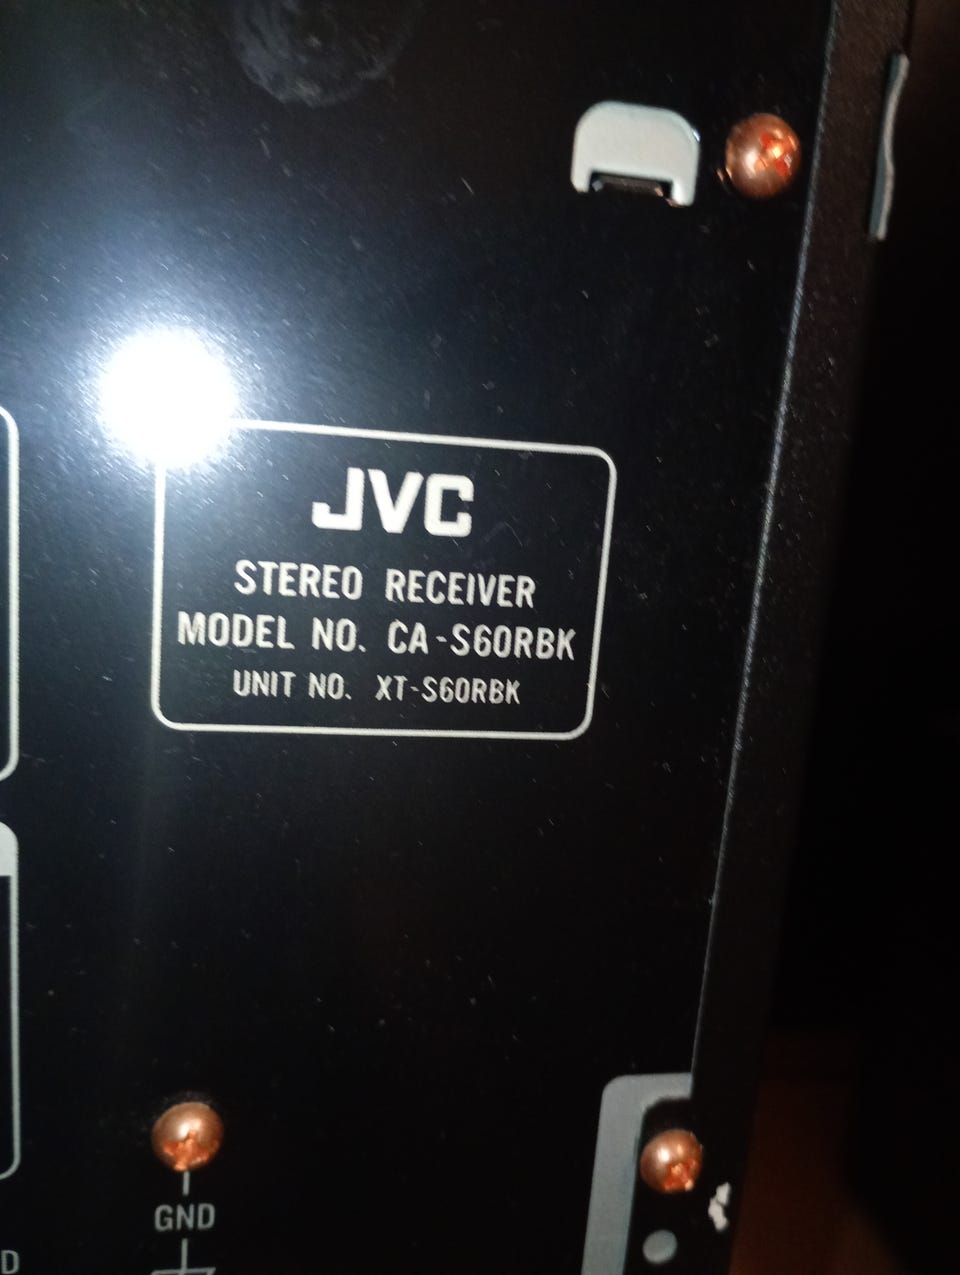 JVC
STEREO RECEIVER
MODEL NO. CA-S60RBK
UNIT NO. XT-S60RBK
GND
D